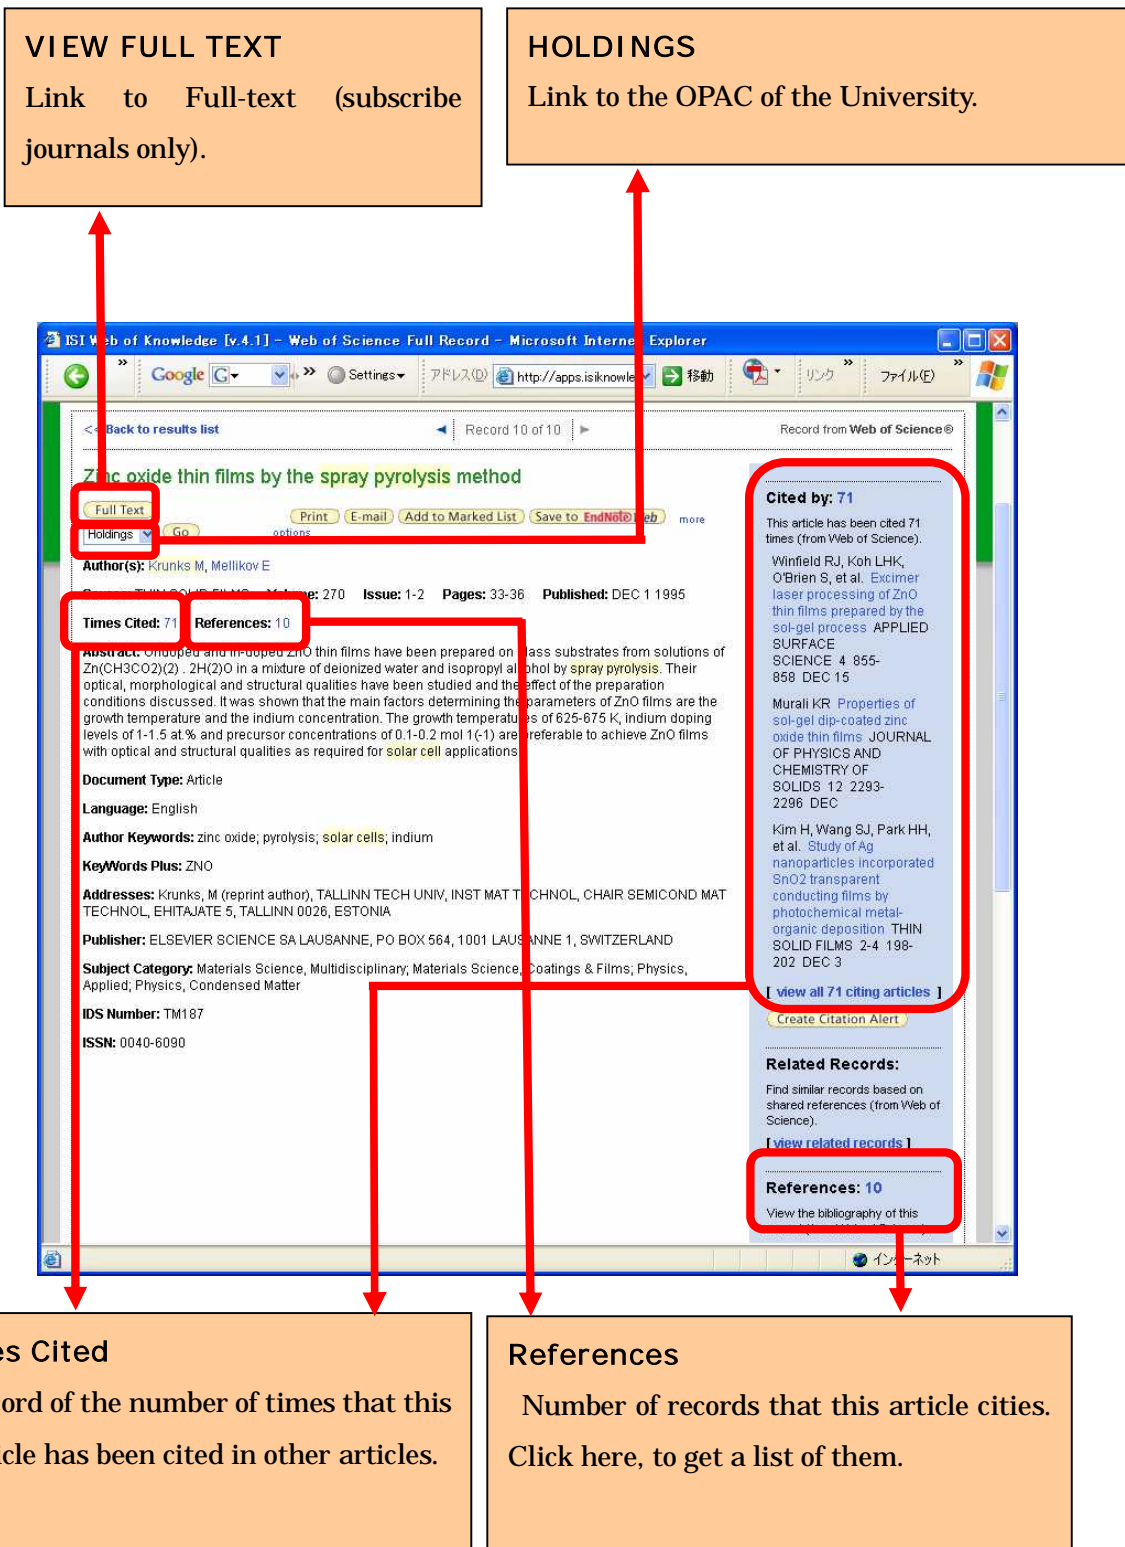 VIEW FULL TEXT
Link to Full-text (subscribe
journals only).
HOLDINGS
Link to the OPAC of the University.
ISI Web of Knowledge [v.4.1] - Web of Science Full Record - Microsoft Internet Explorer
Google G Settings アドレス(D) http://apps.isiknowle 移動 リンク ファイル(F)
<< Back to results list Record 10 of 10 Record from Web of Science®
Zinc oxide thin films by the spray pyrolysis method
Full Text
Print E-mail Add to Marked List Save to EndNote Web more
Holdings Go options
Author(s): Krunks M, Mellikov E
THIN SOLID FILMS Volume: 270 Issue: 1-2 Pages: 33-36 Published: DEC 1 1995
Times Cited: 71 References: 10
Abstract: Undoped and In-doped ZnO thin films have been prepared on glass substrates from solutions of
Zn(CH3CO2)(2) . 2H(2)O in a mixture of deionized water and isopropyl alcohol by spray pyrolysis. Their
optical, morphological and structural qualities have been studied and the effect of the preparation
conditions discussed. It was shown that the main factors determining the parameters of ZnO films are the
growth temperature and the indium concentration. The growth temperatures of 625-675 K, indium doping
levels of 1-1.5 at.% and precursor concentrations of 0.1-0.2 mol 1(-1) are preferable to achieve ZnO films
with optical and structural qualities as required for solar cell applications.
Document Type: Article
Language: English
Author Keywords: zinc oxide; pyrolysis; solar cells; indium
KeyWords Plus: ZNO
Addresses: Krunks, M (reprint author), TALLINN TECH UNIV, INST MAT TECHNOL, CHAIR SEMICOND MAT
TECHNOL, EHITAJATE 5, TALLINN 0026, ESTONIA
Publisher: ELSEVIER SCIENCE SA LAUSANNE, PO BOX 564, 1001 LAUSANNE 1, SWITZERLAND
Subject Category: Materials Science, Multidisciplinary; Materials Science, Coatings & Films; Physics,
Applied; Physics, Condensed Matter
IDS Number: TM187
ISSN: 0040-6090
Cited by: 71
This article has been cited 71
times (from Web of Science).
Winfield RJ, Koh LHK,
O'Brien S, et al. Excimer
laser processing of ZnO
thin films prepared by the
sol-gel process APPLIED
SURFACE
SCIENCE 4 855-
858 DEC 15
Murali KR Properties of
sol-gel dip-coated zinc
oxide thin films JOURNAL
OF PHYSICS AND
CHEMISTRY OF
SOLIDS 12 2293-
2296 DEC
Kim H, Wang SJ, Park HH,
et al. Study of Ag
nanoparticles incorporated
SnO2 transparent
conducting films by
photochemical metal-
organic deposition THIN
SOLID FILMS 2-4 198-
202 DEC 3
[ view all 71 citing articles ]
Create Citation Alert
Related Records:
Find similar records based on
shared references (from Web of
Science).
[ view related records ]
References: 10
View the bibliography of this
インターネット
es Cited
ord of the number of times that this
icle has been cited in other articles.
References
Number of records that this article cities.
Click here, to get a list of them.